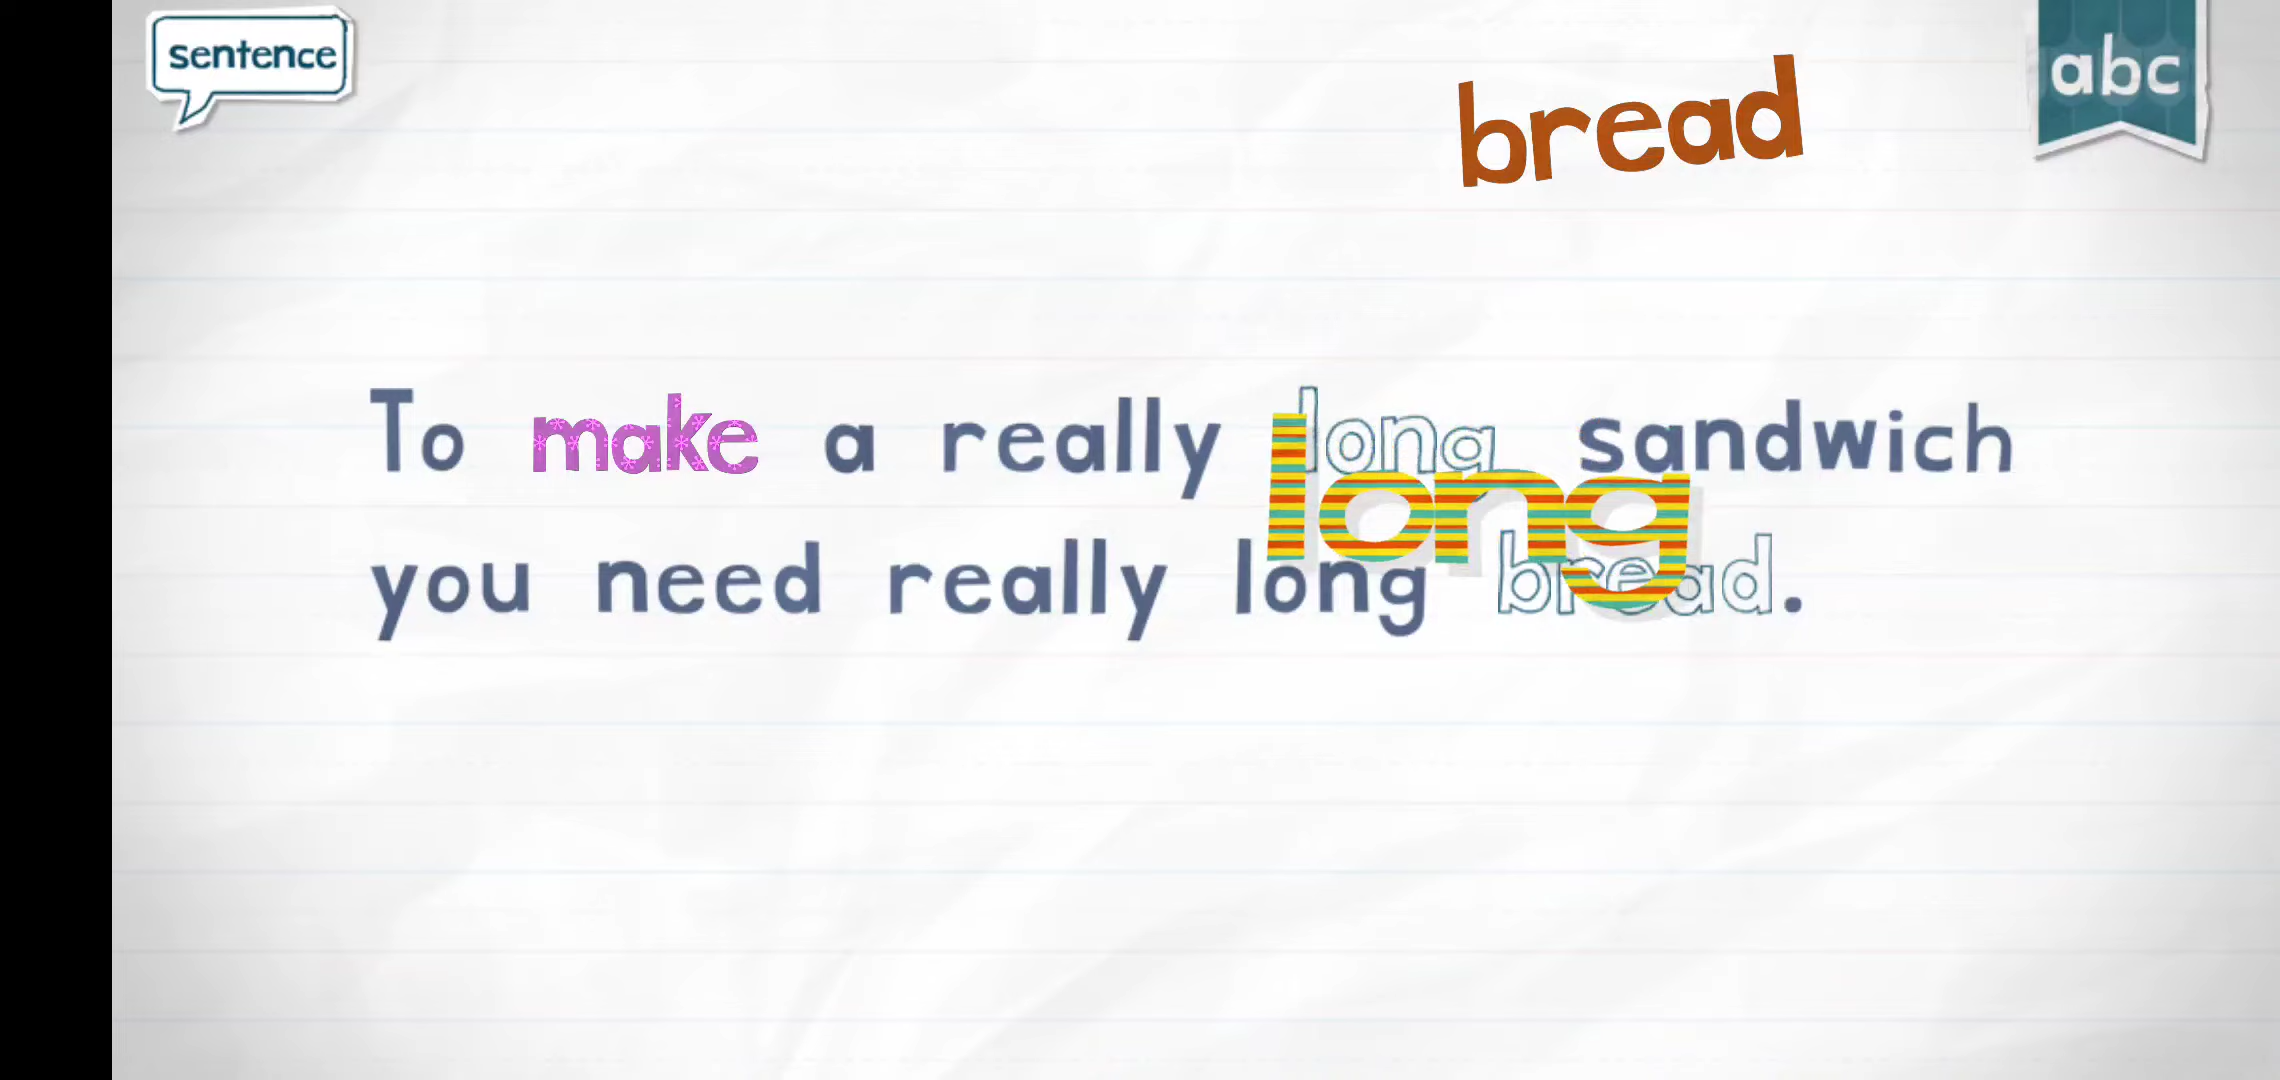 sentence
abc
bread
To make a really long sandwich
long
you need really long bread.